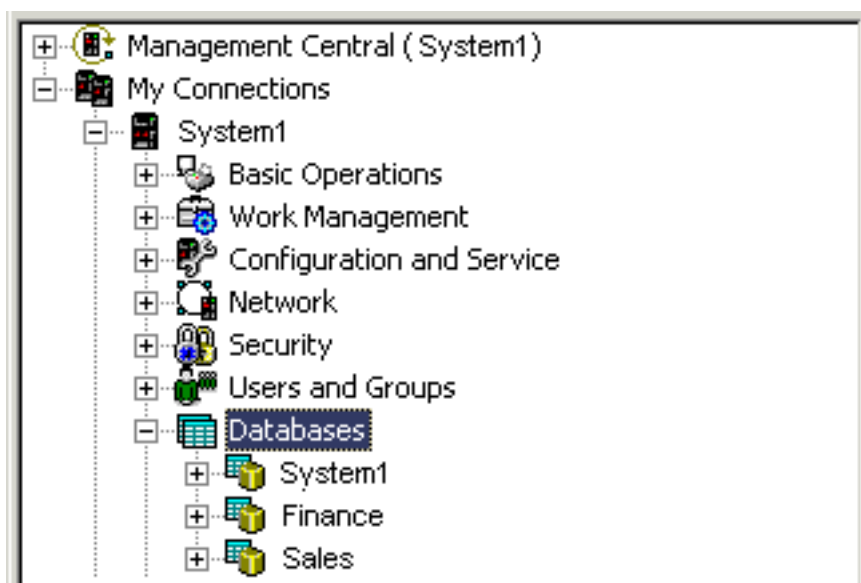 Management Central ( System1)
My Connections
System1
Basic Operations
Work Management
Configuration and Service
Network
Security
Users and Groups
Databases
System1
Finance
Sales